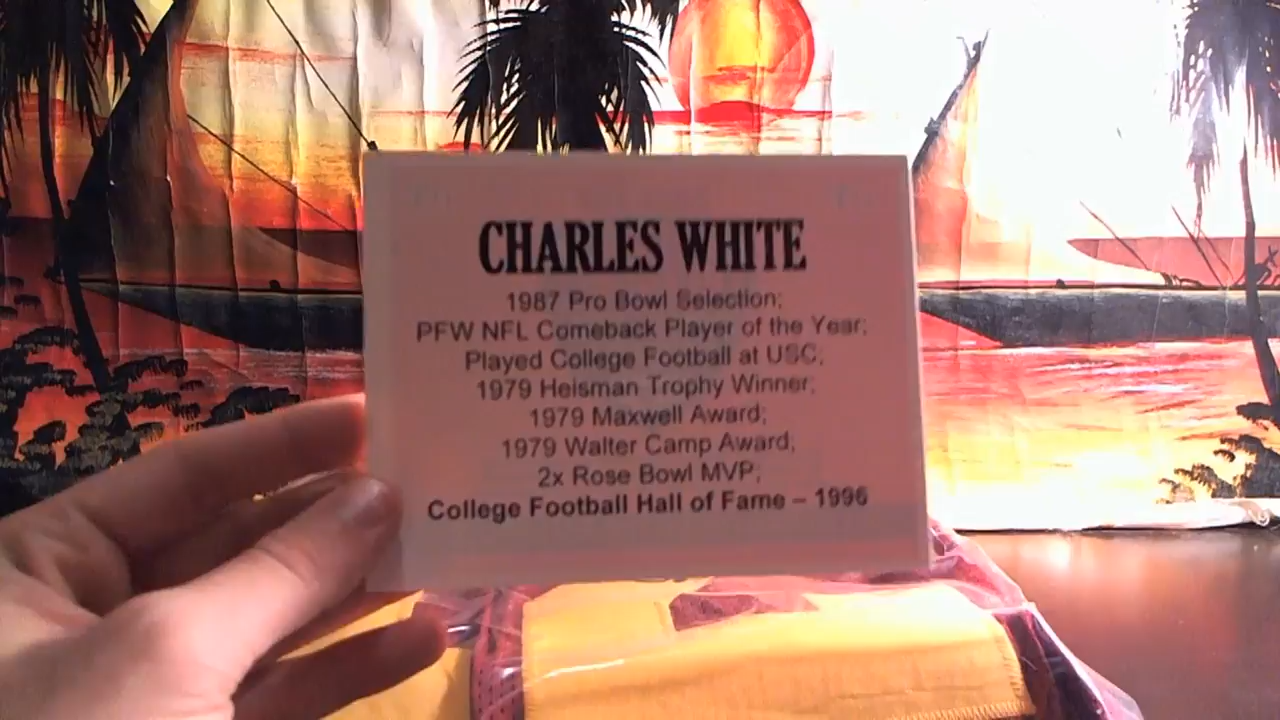 CHARLES WHITE
1987 Pro Bowl Selection;
PFW NFL Comeback Player of the Year;
Played College Football at USC;
1979 Heisman Trophy Winner;
1979 Maxwell Award;
1979 Walter Camp Award;
2x Rose Bowl MVP;
College Football Hall of Fame – 1996